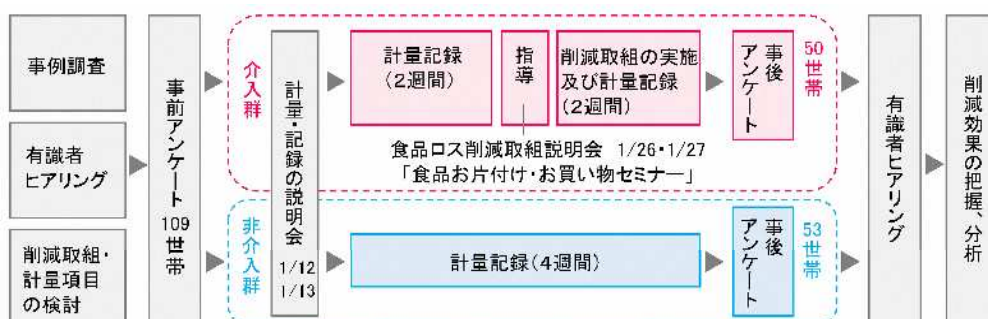 事例調査
有識者
ヒアリング
削減取組・
計量項目
の検討
事前アンケート
109
世帯
介入群
非介入群
計量・記録の説明会
1/12
1/13
計量記録
(2週間)
指導
削減取組の実施
及び計量記録
(2週間)
事後
アンケート
50世帯
食品ロス削減取組説明会 1/26・1/27
「食品お片付け・お買い物セミナー」
計量記録(4週間)
事後
アンケート
53世帯
有識者ヒアリング
削減効果の把握、分析